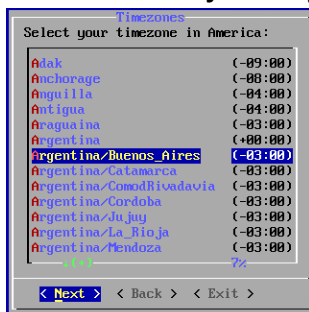 Timezones
Select your timezone in America:
Adak (-09:00)
Anchorage (-08:00)
Anguilla (-04:00)
Antigua (-04:00)
Araguaina (-03:00)
Argentina (+00:00)
Argentina/Buenos_Aires (-03:00)
Argentina/Catamarca (-03:00)
Argentina/ComodRivadavia (-03:00)
Argentina/Cordoba (-03:00)
Argentina/Jujuy (-03:00)
Argentina/La_Rioja (-03:00)
Argentina/Mendoza (-03:00)
↓(+) 7%
< Next > < Back > < Exit >